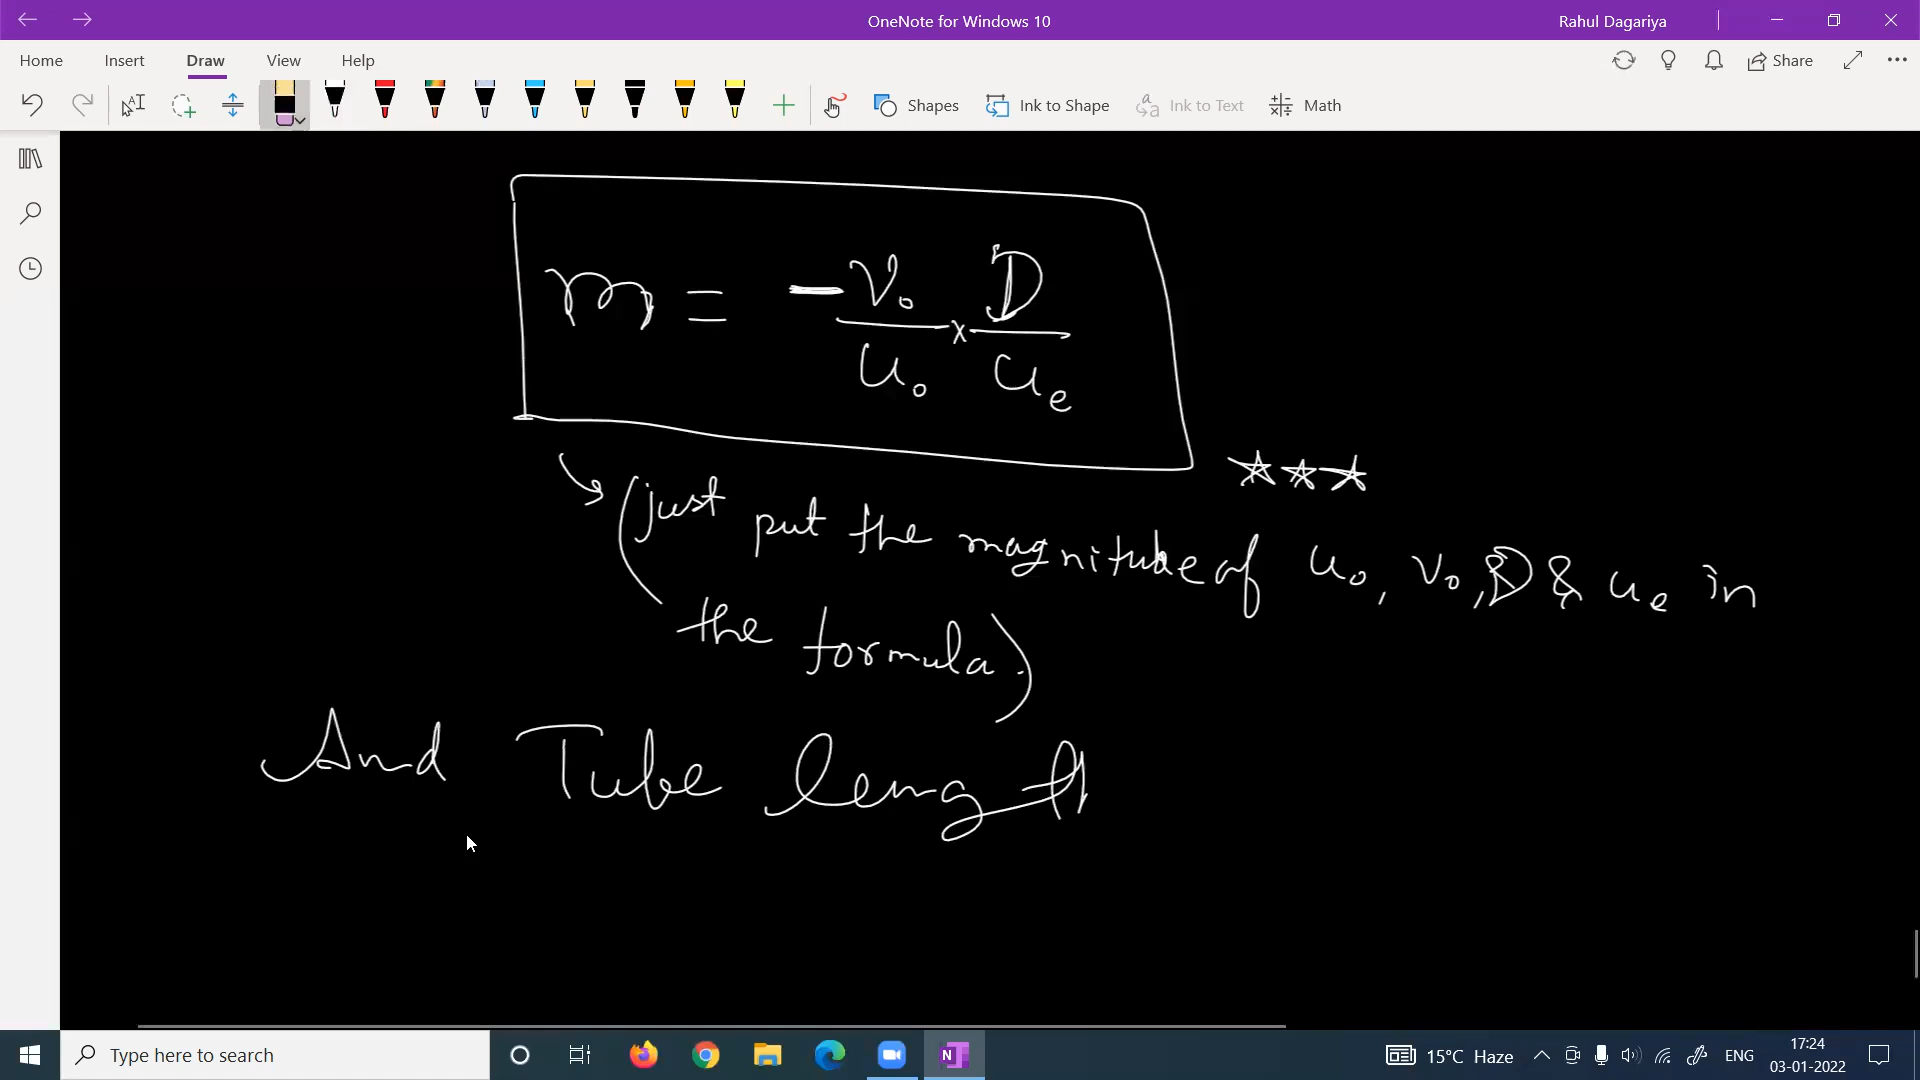 OneNote for Windows 10
Rahul Dagariya
Home Insert Draw View Help
Share
Shapes Ink to Shape Ink to Text Math
m = - v₀/u₀ × D/uₑ
(just put the magnitube of u₀, v₀, D & uₑ in
the formula.)
And Tube length
Type here to search
15°C Haze
ENG
17:24
03-01-2022